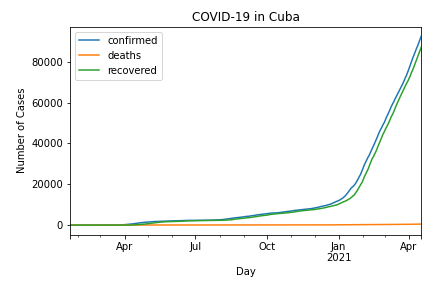 COVID-19 in Cuba
confirmed
deaths
recovered
Number of Cases
80000
60000
40000
20000
0
Apr Jul Oct Jan Apr
2021
Day